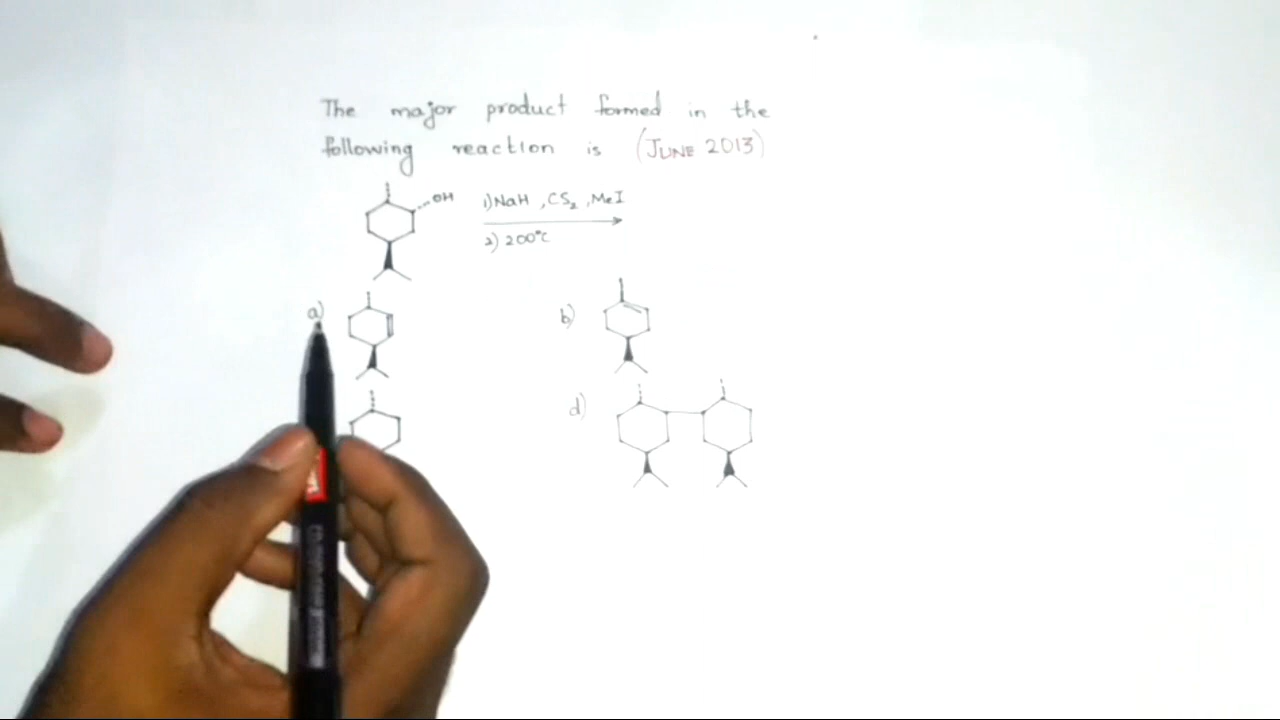 The major product formed in the
following reaction is (JUNE 2013)
OH
1) NaH , CS₂ , MeI
2) 200°C
a)
b)
d)